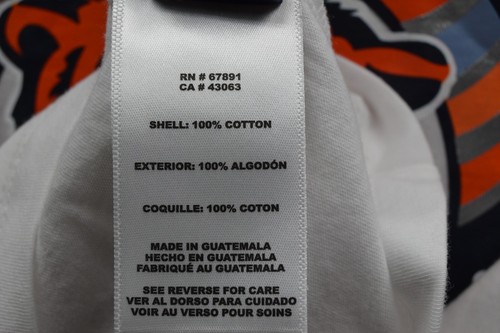 RN # 67891
CA # 43063
SHELL: 100% COTTON
EXTERIOR: 100% ALGODÓN
COQUILLE: 100% COTON
MADE IN GUATEMALA
HECHO EN GUATEMALA
FABRIQUÉ AU GUATEMALA
SEE REVERSE FOR CARE
VER AL DORSO PARA CUIDADO
VOIR AU VERSO POUR SOINS